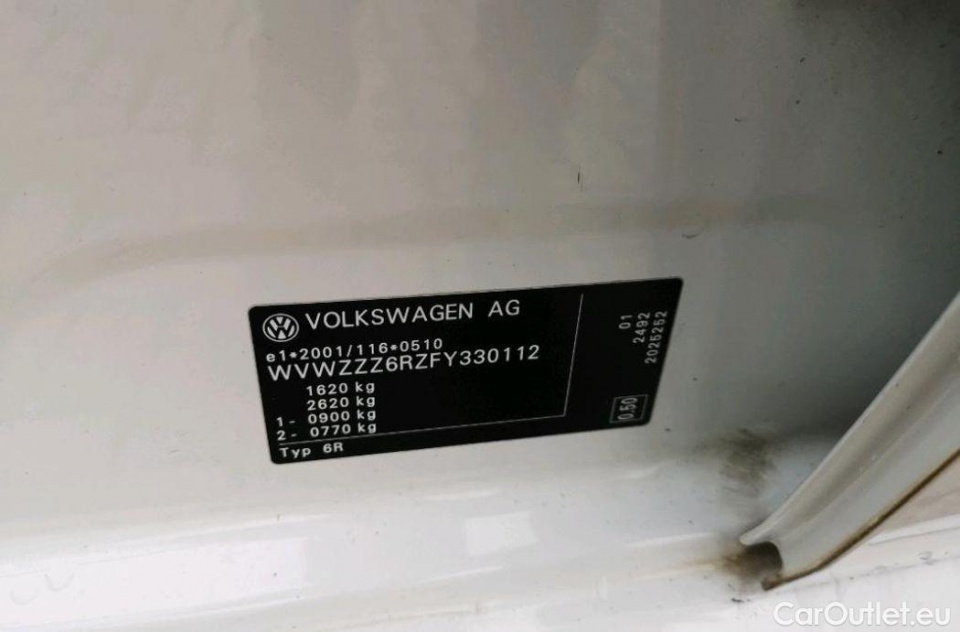 VOLKSWAGEN AG
e1*2001/116*0510
WVWZZZ6RZFY330112
1620 kg
2620 kg
1- 0900 kg
2- 0770 kg
Typ 6R
01
2492
2025252
0.50
CarOutlet.eu